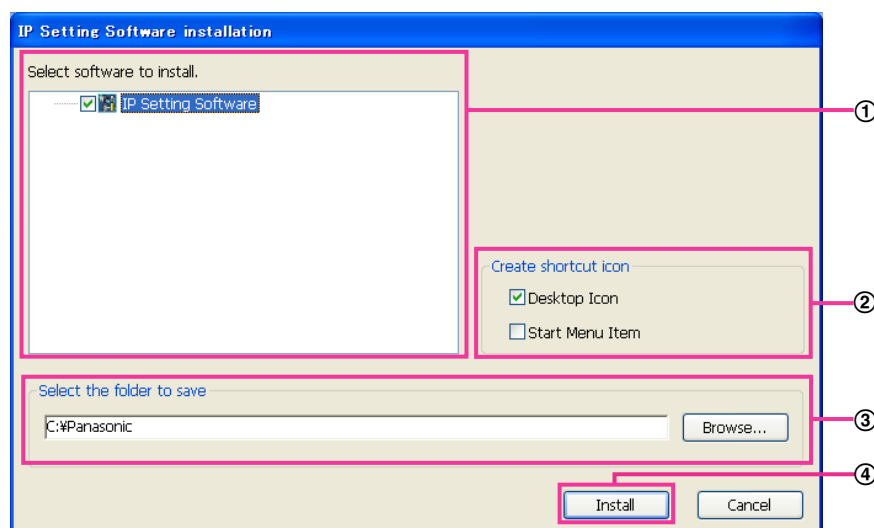 IP Setting Software installation
Select software to install.
IP Setting Software
①
Create shortcut icon
Desktop Icon
②
Start Menu Item
Select the folder to save
C:¥Panasonic
Browse...
③
④
Install
Cancel